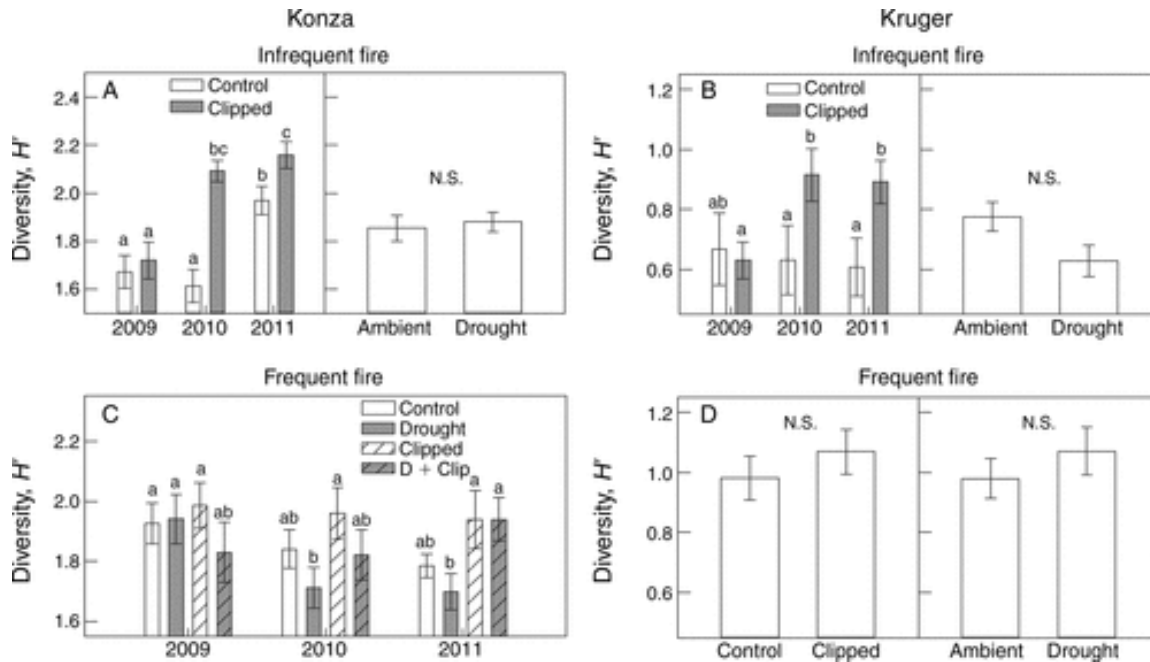 Konza
Kruger
Infrequent fire
Infrequent fire
A
Control
Clipped
Diversity, H'
2.4
2.2
2.0
1.8
1.6
a a
a bc
b c
N.S.
2009 2010 2011 Ambient Drought
B
Control
Clipped
Diversity, H'
1.2
1.0
0.8
0.6
ab a
a b
a b
N.S.
2009 2010 2011 Ambient Drought
Frequent fire
Frequent fire
C
Control
Drought
Clipped
D + Clip
Diversity, H'
2.2
2.0
1.8
1.6
a a a ab
ab b a ab
ab b a a
2009 2010 2011
D
Diversity, H'
1.2
1.0
0.8
0.6
N.S.
N.S.
Control Clipped Ambient Drought